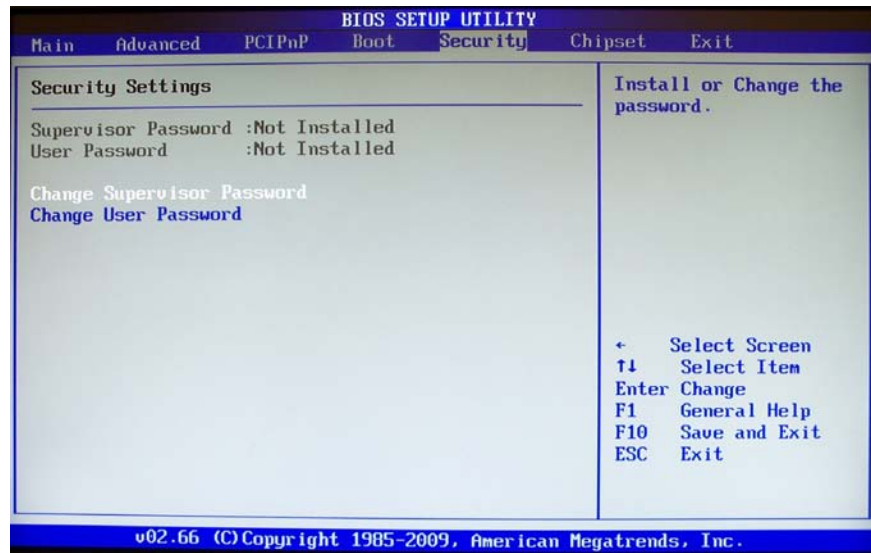 BIOS SETUP UTILITY
Main Advanced PCIPnP Boot Security Chipset Exit
Security Settings
Supervisor Password :Not Installed
User Password :Not Installed
Change Supervisor Password
Change User Password
Install or Change the
password.
← Select Screen
↑↓ Select Item
Enter Change
F1 General Help
F10 Save and Exit
ESC Exit
v02.66 (C)Copyright 1985-2009, American Megatrends, Inc.